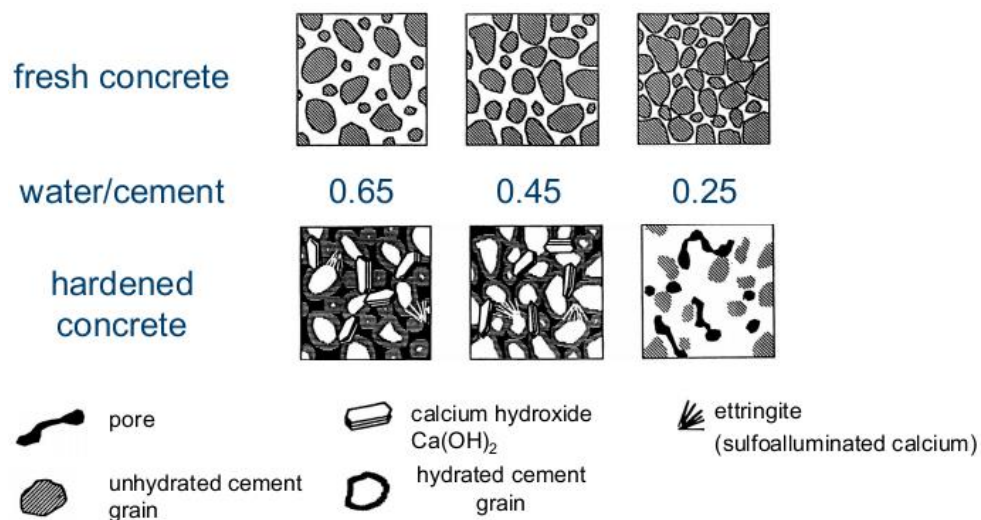 fresh concrete
water/cement 0.65 0.45 0.25
hardened
concrete
pore
calcium hydroxide
Ca(OH)₂
ettringite
(sulfoalluminated calcium)
unhydrated cement
grain
hydrated cement
grain